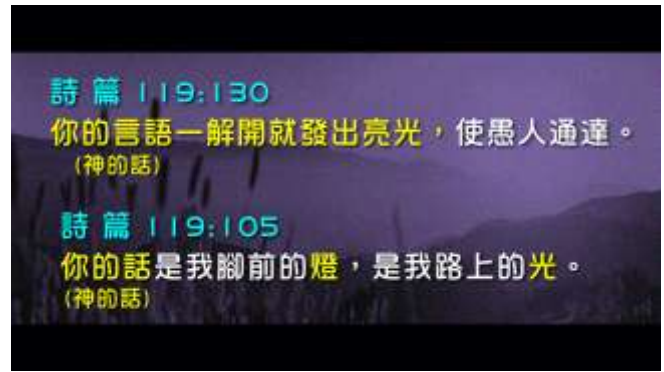 詩篇 119:130
你的言語一解開就發出亮光，使愚人通達。
(神的話)
詩篇 119:105
你的話是我腳前的燈，是我路上的光。
(神的話)